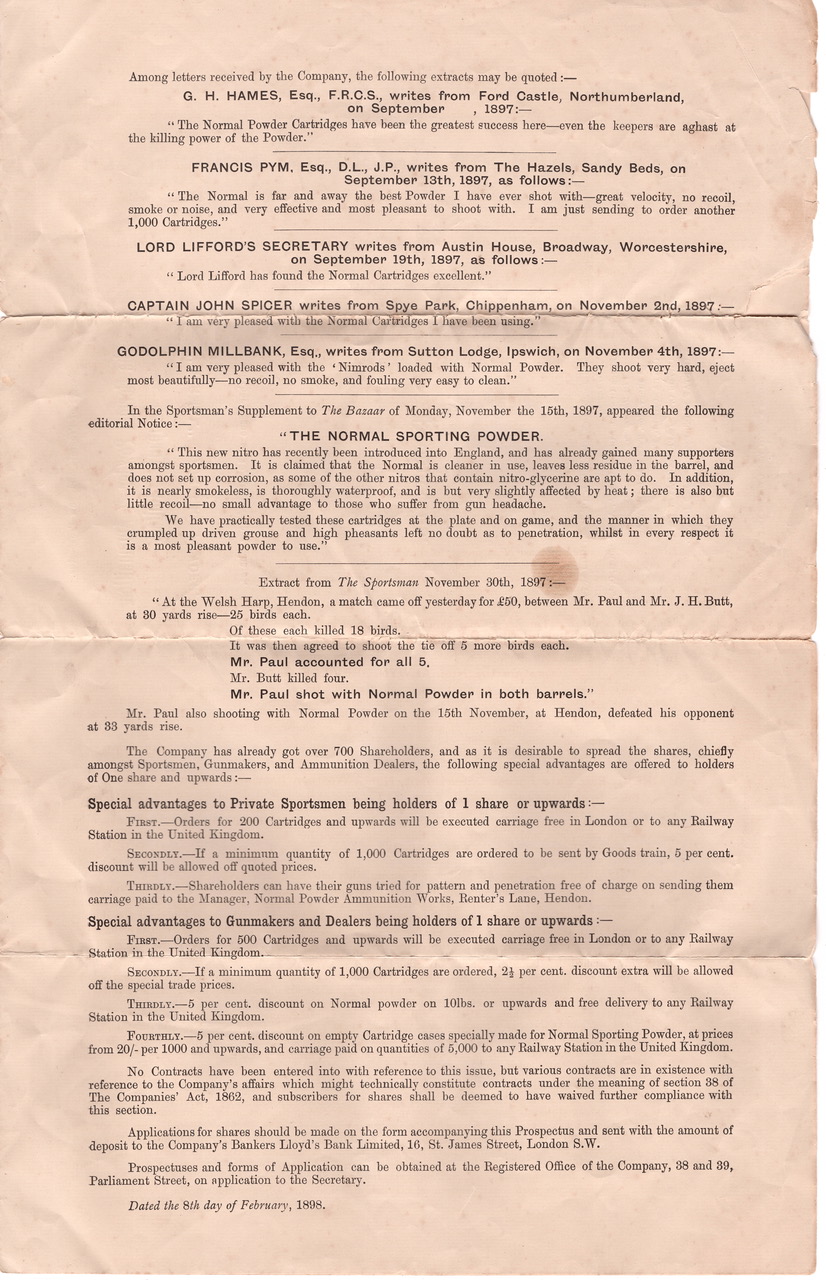 Among letters received by the Company, the following extracts may be quoted :—
G. H. HAMES, Esq., F.R.C.S., writes from Ford Castle, Northumberland,
on September , 1897:—
" The Normal Powder Cartridges have been the greatest success here—even the keepers are aghast at
the killing power of the Powder."
FRANCIS PYM, Esq., D.L., J.P., writes from The Hazels, Sandy Beds, on
September 13th, 1897, as follows:—
" The Normal is far and away the best Powder I have ever shot with—great velocity, no recoil,
smoke or noise, and very effective and most pleasant to shoot with. I am just sending to order another
1,000 Cartridges."
LORD LIFFORD'S SECRETARY writes from Austin House, Broadway, Worcestershire,
on September 19th, 1897, as follows:—
" Lord Lifford has found the Normal Cartridges excellent."
CAPTAIN JOHN SPICER writes from Spye Park, Chippenham, on November 2nd, 1897:—
" I am very pleased with the Normal Cartridges I have been using."
GODOLPHIN MILLBANK, Esq., writes from Sutton Lodge, Ipswich, on November 4th, 1897:—
" I am very pleased with the 'Nimrods' loaded with Normal Powder. They shoot very hard, eject
most beautifully—no recoil, no smoke, and fouling very easy to clean."
In the Sportsman's Supplement to The Bazaar of Monday, November the 15th, 1897, appeared the following
editorial Notice :—
"THE NORMAL SPORTING POWDER.
" This new nitro has recently been introduced into England, and has already gained many supporters
amongst sportsmen. It is claimed that the Normal is cleaner in use, leaves less residue in the barrel, and
does not set up corrosion, as some of the other nitros that contain nitro-glycerine are apt to do. In addition,
it is nearly smokeless, is thoroughly waterproof, and is but very slightly affected by heat ; there is also but
little recoil—no small advantage to those who suffer from gun headache.
We have practically tested these cartridges at the plate and on game, and the manner in which they
crumpled up driven grouse and high pheasants left no doubt as to penetration, whilst in every respect it
is a most pleasant powder to use."
Extract from The Sportsman November 30th, 1897:—
" At the Welsh Harp, Hendon, a match came off yesterday for £50, between Mr. Paul and Mr. J. H. Butt,
at 30 yards rise—25 birds each.
Of these each killed 18 birds.
It was then agreed to shoot the tie off 5 more birds each.
Mr. Paul accounted for all 5.
Mr. Butt killed four.
Mr. Paul shot with Normal Powder in both barrels."
Mr. Paul also shooting with Normal Powder on the 15th November, at Hendon, defeated his opponent
at 33 yards rise.
The Company has already got over 700 Shareholders, and as it is desirable to spread the shares, chiefly
amongst Sportsmen, Gunmakers, and Ammunition Dealers, the following special advantages are offered to holders
of One share and upwards :—
Special advantages to Private Sportsmen being holders of 1 share or upwards :—
FIRST.—Orders for 200 Cartridges and upwards will be executed carriage free in London or to any Railway
Station in the United Kingdom.
SECONDLY.—If a minimum quantity of 1,000 Cartridges are ordered to be sent by Goods train, 5 per cent.
discount will be allowed off quoted prices.
THIRDLY.—Shareholders can have their guns tried for pattern and penetration free of charge on sending them
carriage paid to the Manager, Normal Powder Ammunition Works, Renter's Lane, Hendon.
Special advantages to Gunmakers and Dealers being holders of 1 share or upwards :—
FIRST.—Orders for 500 Cartridges and upwards will be executed carriage free in London or to any Railway
Station in the United Kingdom.
SECONDLY.—If a minimum quantity of 1,000 Cartridges are ordered, 2½ per cent. discount extra will be allowed
off the special trade prices.
THIRDLY.—5 per cent. discount on Normal powder on 10lbs. or upwards and free delivery to any Railway
Station in the United Kingdom.
FOURTHLY.—5 per cent. discount on empty Cartridge cases specially made for Normal Sporting Powder, at prices
from 20/- per 1000 and upwards, and carriage paid on quantities of 5,000 to any Railway Station in the United Kingdom.
No Contracts have been entered into with reference to this issue, but various contracts are in existence with
reference to the Company's affairs which might technically constitute contracts under the meaning of section 38 of
The Companies' Act, 1862, and subscribers for shares shall be deemed to have waived further compliance with
this section.
Applications for shares should be made on the form accompanying this Prospectus and sent with the amount of
deposit to the Company's Bankers Lloyd's Bank Limited, 16, St. James Street, London S.W.
Prospectuses and forms of Application can be obtained at the Registered Office of the Company, 38 and 39,
Parliament Street, on application to the Secretary.
Dated the 8th day of February, 1898.